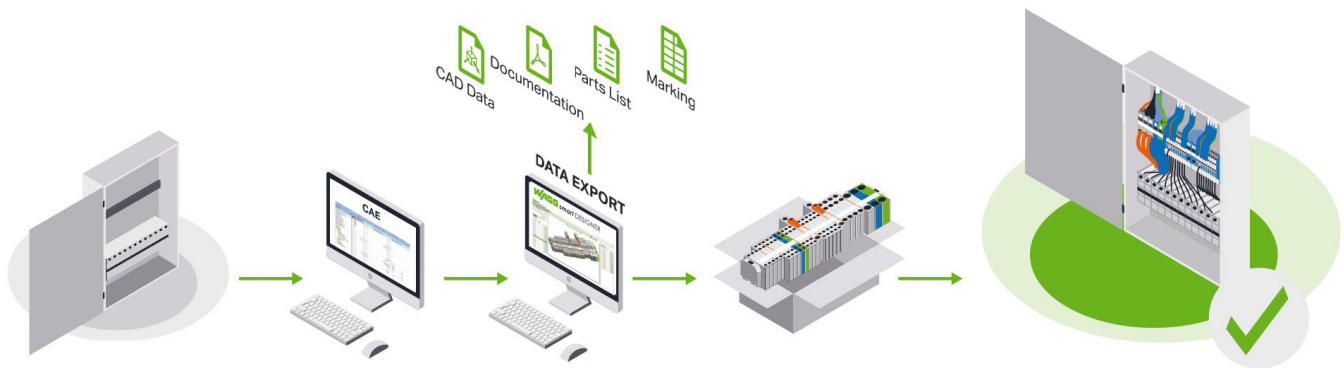 CAD Data
Documentation
Parts List
Marking
DATA EXPORT
CAE
WAGO smart DESIGNER